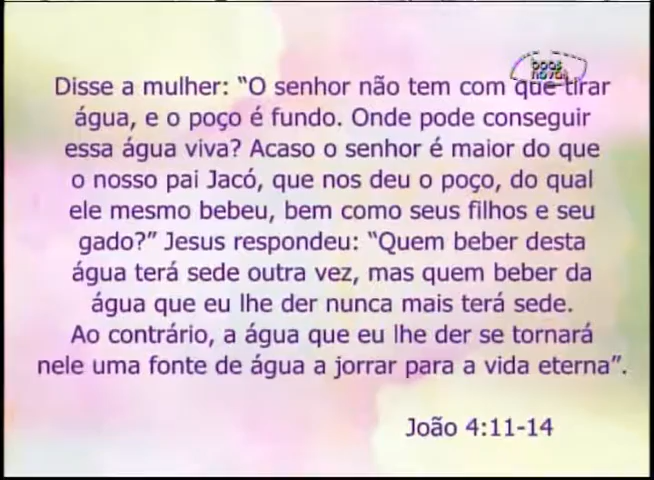 boas
novas
Disse a mulher: “O senhor não tem com que tirar
água, e o poço é fundo. Onde pode conseguir
essa água viva? Acaso o senhor é maior do que
o nosso pai Jacó, que nos deu o poço, do qual
ele mesmo bebeu, bem como seus filhos e seu
gado?” Jesus respondeu: “Quem beber desta
água terá sede outra vez, mas quem beber da
água que eu lhe der nunca mais terá sede.
Ao contrário, a água que eu lhe der se tornará
nele uma fonte de água a jorrar para a vida eterna”.
João 4:11-14